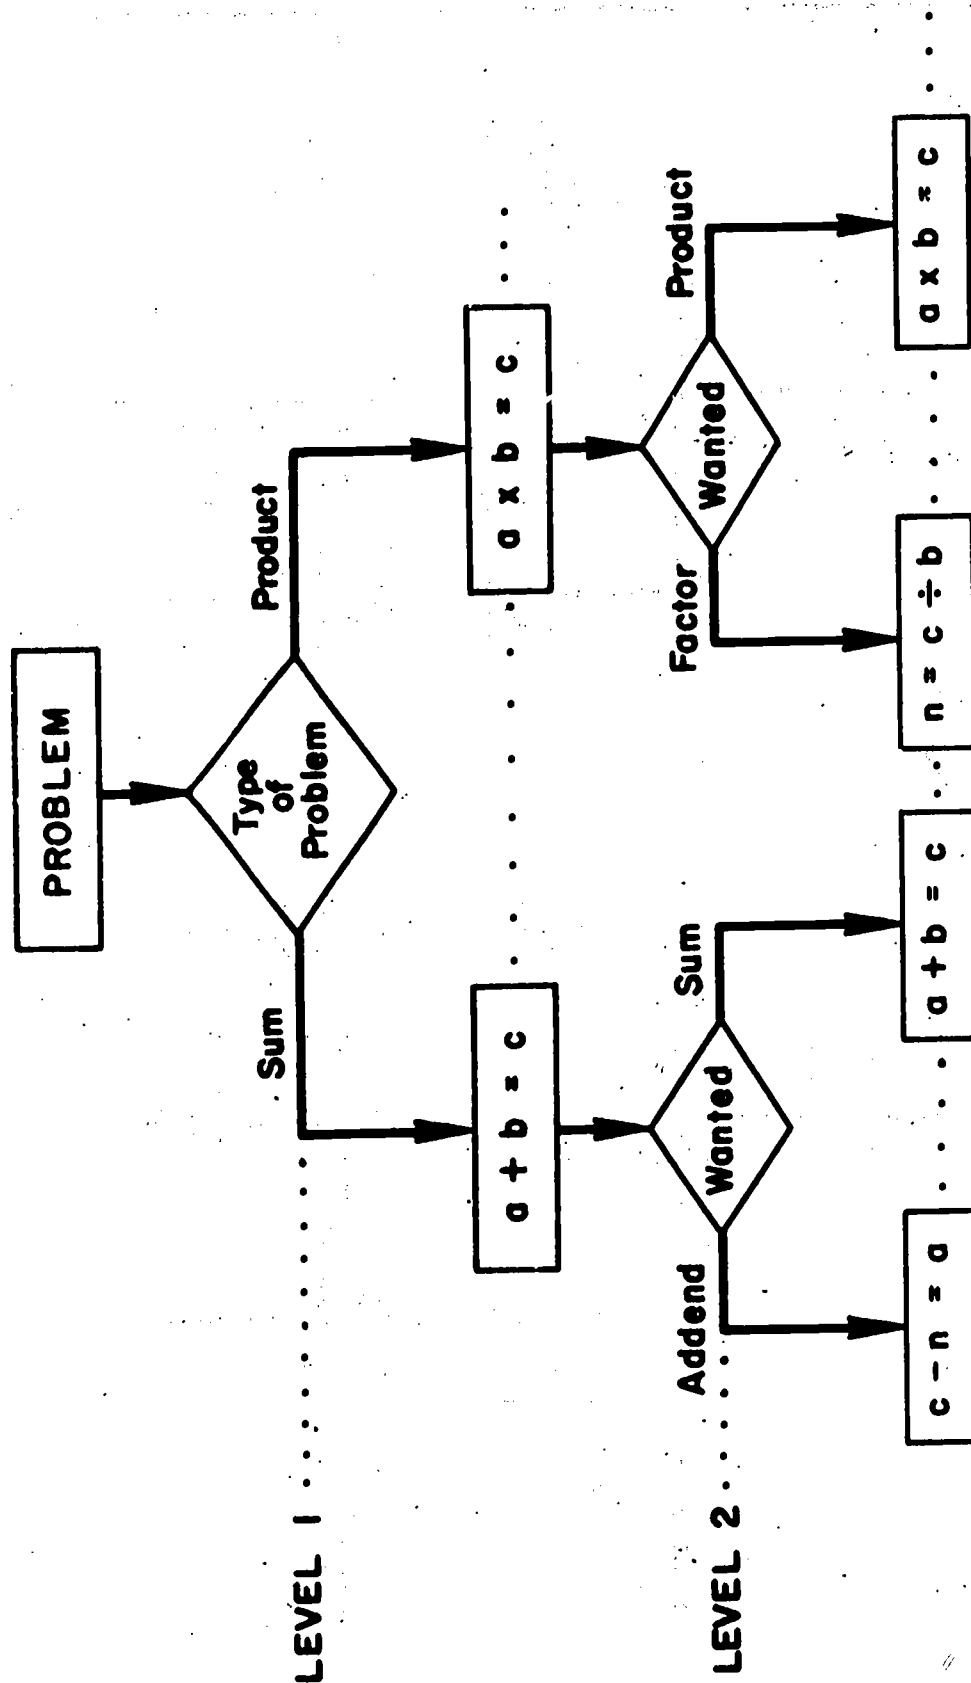 PROBLEM
Type
of
Problem
Sum
Product
LEVEL 1
a + b = c
a x b = c
Wanted
Wanted
Addend
Sum
Factor
Product
LEVEL 2
c - n = a
a + b = c
n = c ÷ b
a x b = c